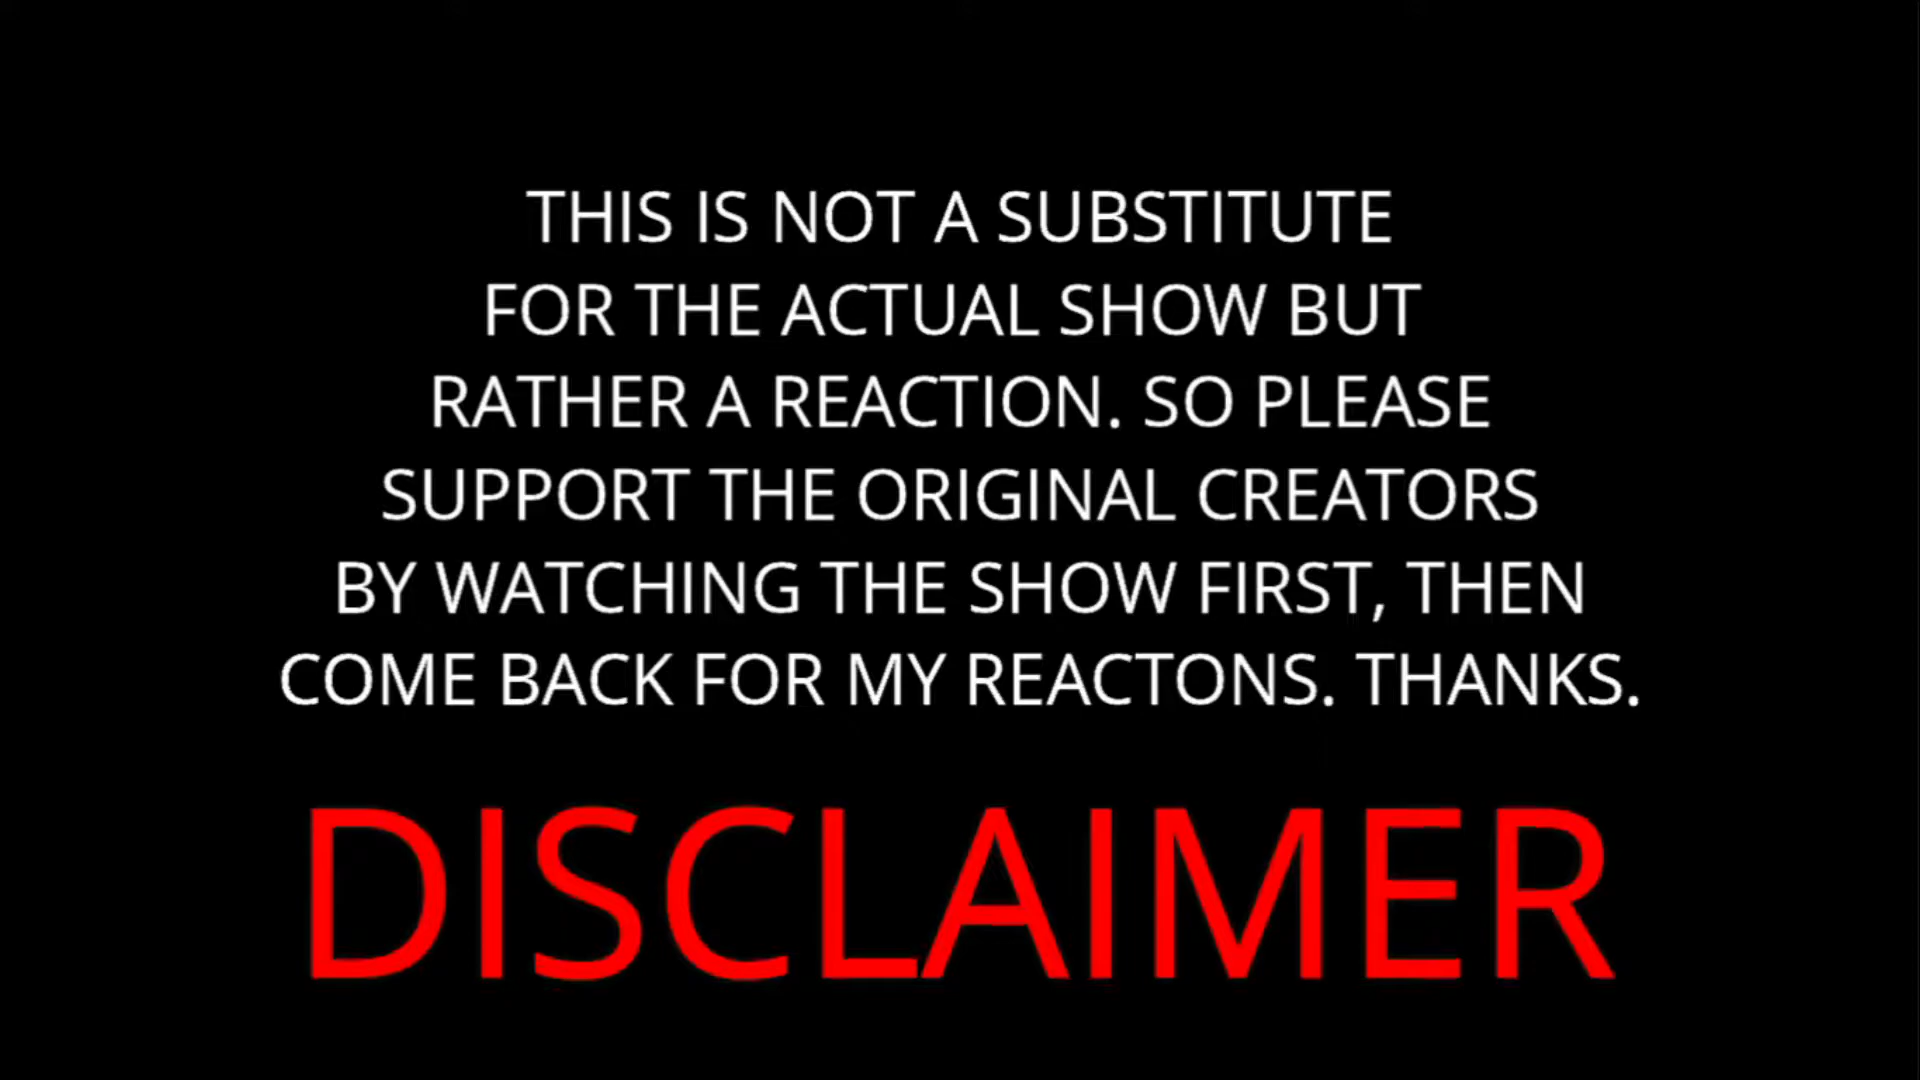 THIS IS NOT A SUBSTITUTE
FOR THE ACTUAL SHOW BUT
RATHER A REACTION. SO PLEASE
SUPPORT THE ORIGINAL CREATORS
BY WATCHING THE SHOW FIRST, THEN
COME BACK FOR MY REACTONS. THANKS.
DISCLAIMER